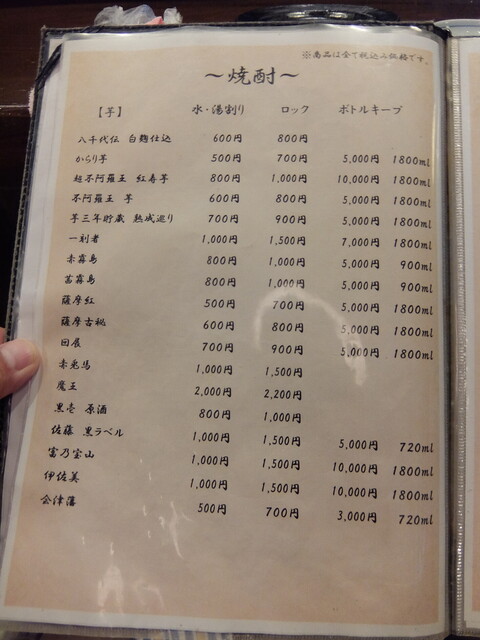 ※商品は全て税込み価格です。
～焼酎～
【芋】 水・湯割り ロック ボトルキープ
八千代伝 白麹仕込 600円 800円
からり芋 500円 700円 5,000円 1800ml
超不阿羅王 紅寿芋 800円 1,000円 10,000円 1800ml
不阿羅王 芋 600円 800円 5,000円 1800ml
芋三年貯蔵 熟成巡り 700円 900円 5,000円 1800ml
一刻者 1,000円 1,500円 7,000円 1800ml
赤霧島 800円 1,000円 5,000円 900ml
茜霧島 800円 1,000円 5,000円 900ml
薩摩紅 500円 700円 5,000円 1800ml
薩摩古秘 600円 800円 5,000円 1800ml
700円 900円 5,000円 1800ml
赤兎馬 1,000円 1,500円
魔王 2,000円 2,200円
黒壱 原酒 800円 1,000円
佐藤 黒ラベル 1,000円 1,500円 5,000円 720ml
富乃宝山 1,000円 1,500円 10,000円 1800ml
伊佐美 1,000円 1,500円 10,000円 1800ml
会津藩 500円 700円 3,000円 720ml